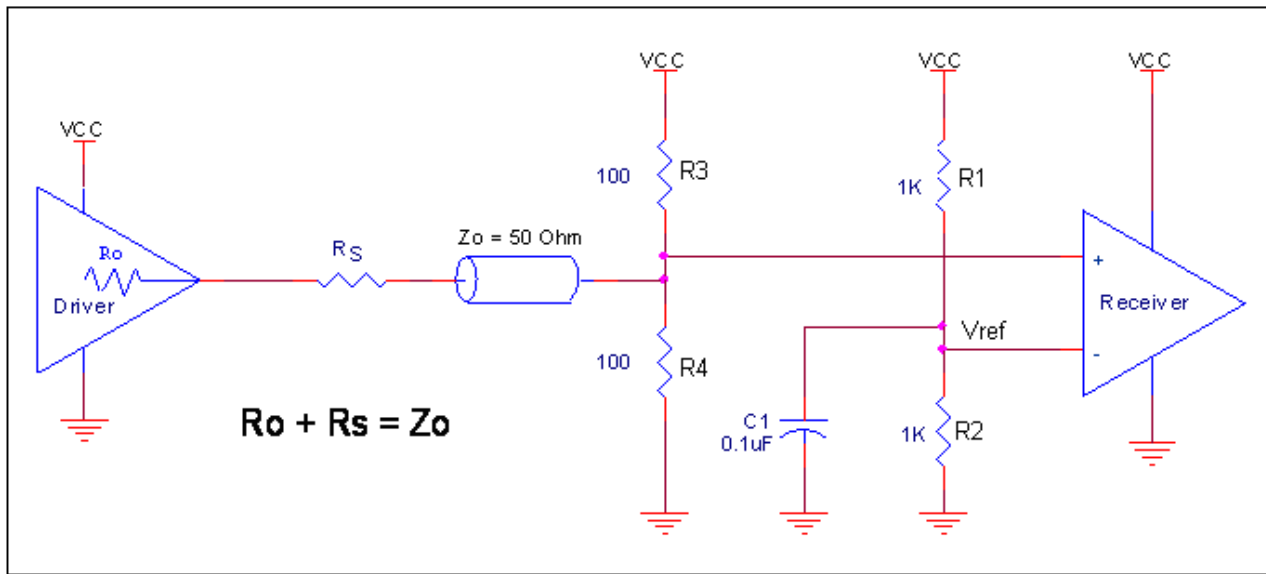 VCC
Ro
Driver
RS
Zo = 50 Ohm
VCC
100
R3
100
R4
VCC
1K
R1
Vref
C1
0.1uF
1K
R2
VCC
+
Receiver
-
Ro + Rs = Zo